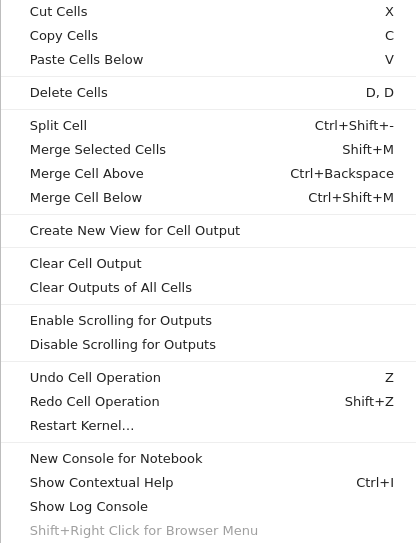 Cut Cells X
Copy Cells C
Paste Cells Below V
Delete Cells D, D
Split Cell Ctrl+Shift+-
Merge Selected Cells Shift+M
Merge Cell Above Ctrl+Backspace
Merge Cell Below Ctrl+Shift+M
Create New View for Cell Output
Clear Cell Output
Clear Outputs of All Cells
Enable Scrolling for Outputs
Disable Scrolling for Outputs
Undo Cell Operation Z
Redo Cell Operation Shift+Z
Restart Kernel…
New Console for Notebook
Show Contextual Help Ctrl+I
Show Log Console
Shift+Right Click for Browser Menu